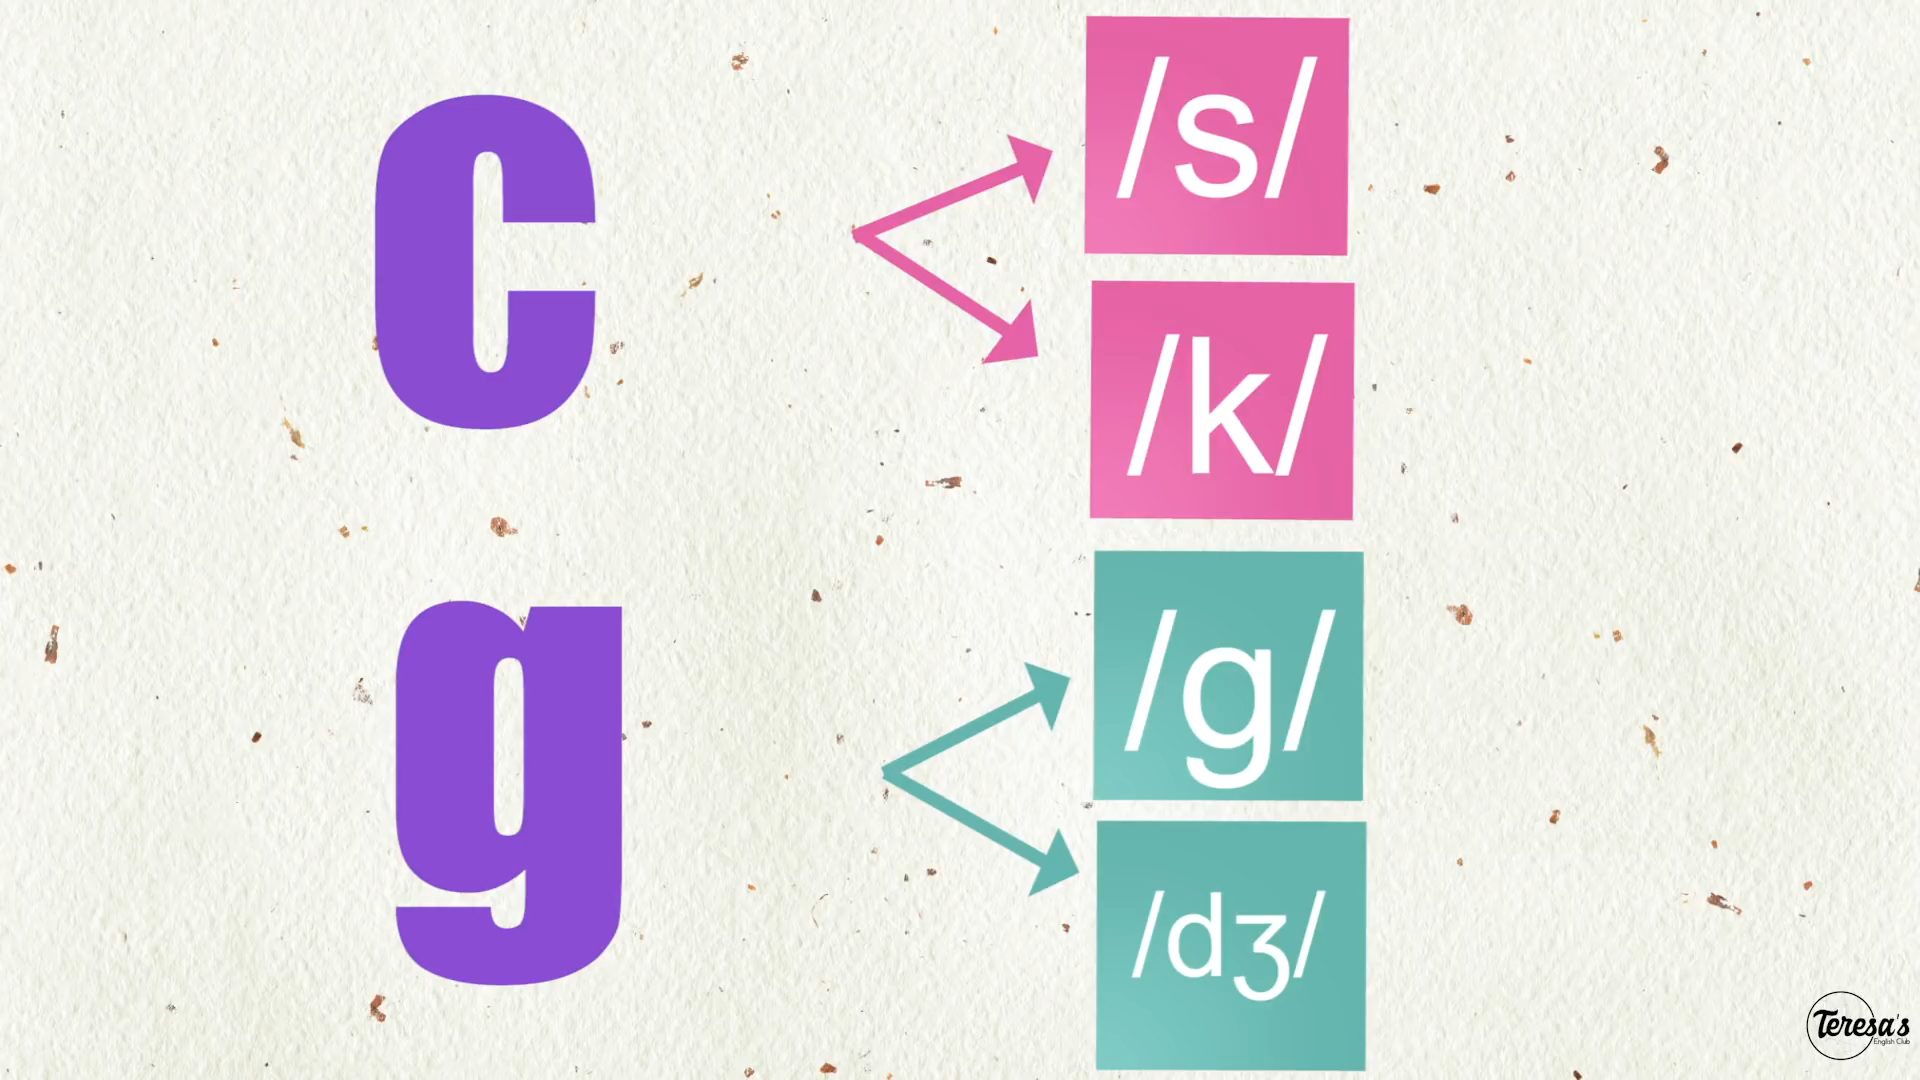 c
/s/
/k/
g
/g/
/dʒ/
Teresa's
English Club